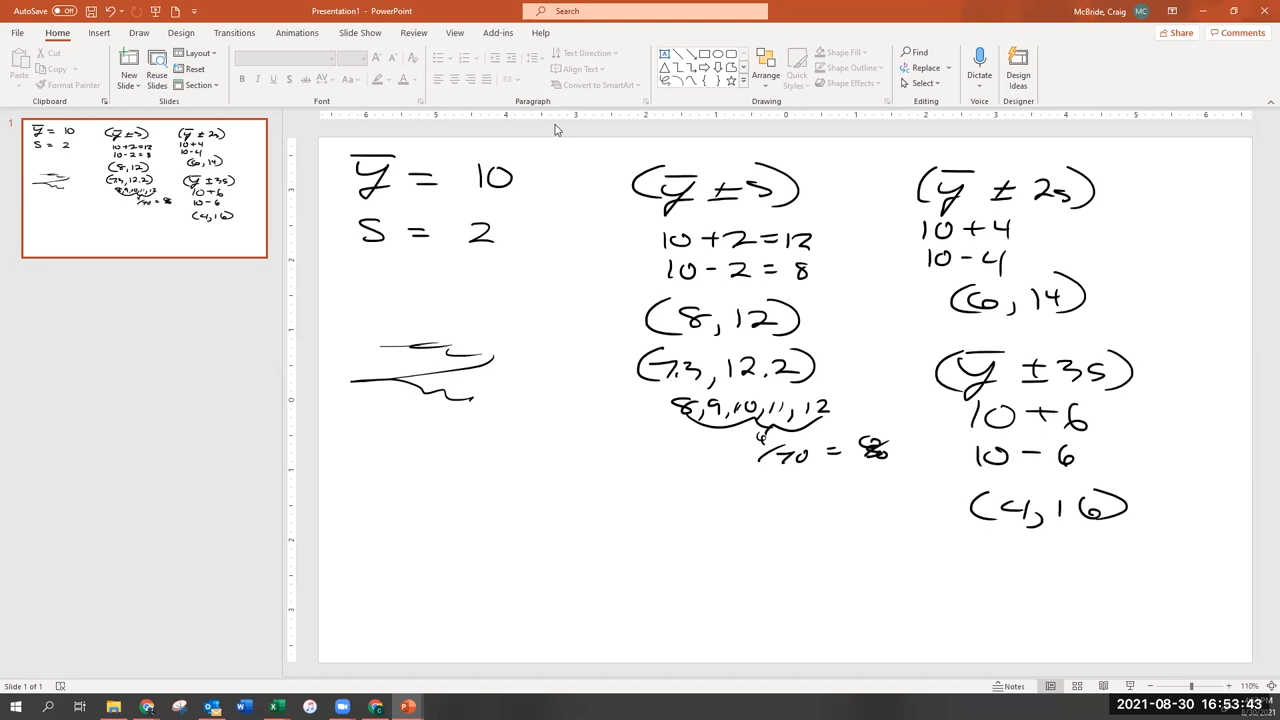 AutoSave Off Presentation1 - PowerPoint Search McBride, Craig MC
File Home Insert Draw Design Transitions Animations Slide Show Review View Add-ins Help Share Comments
Paste Cut Copy Format Painter Clipboard
New Slide Reuse Slides Layout Reset Section Slides
B I U S ab AV Aa A A Font
Text Direction Align Text Convert to SmartArt Paragraph
Arrange Quick Styles Shape Fill Shape Outline Shape Effects Drawing
Find Replace Select Editing
Dictate Voice
Design Ideas Designer
1
y̅ = 10
S = 2
(y̅ ± S)
10 + 2 = 12
10 - 2 = 8
(8, 12)
(7.3, 12.2)
8, 9, 10, 11, 12
/70 =
(y̅ ± 2s)
10 + 4
10 - 4
(6, 14)
(y̅ ± 3s)
10 + 6
10 - 6
(4, 16)
Slide 1 of 1 Notes 110%
2021-08-30 16:53:43